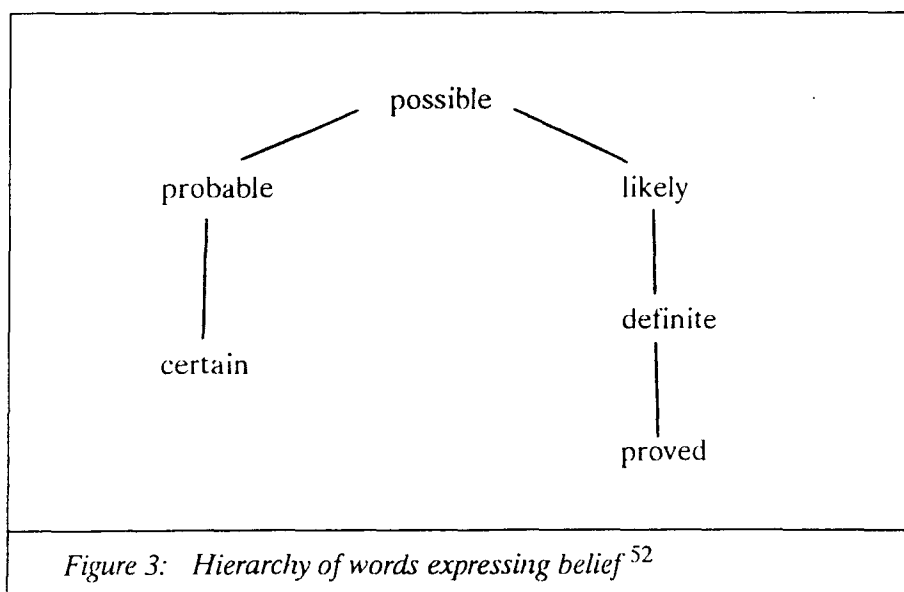 possible
probable likely
definite
certain
proved
Figure 3: Hierarchy of words expressing belief 52